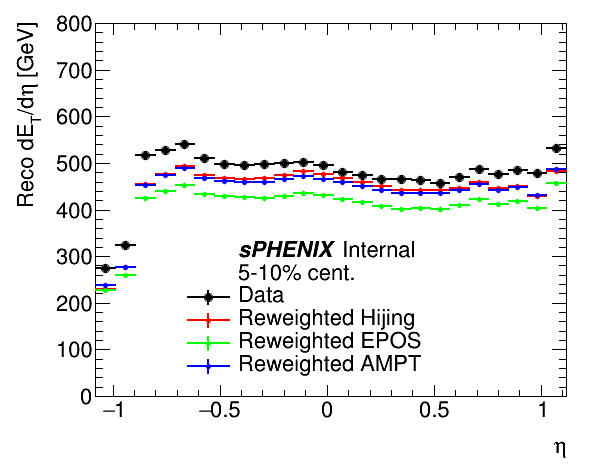 Reco dE_T/dη [GeV]
800
700
600
500
400
300
200
100
0
sPHENIX Internal
5-10% cent.
Data
Reweighted Hijing
Reweighted EPOS
Reweighted AMPT
−1 −0.5 0 0.5 1
η